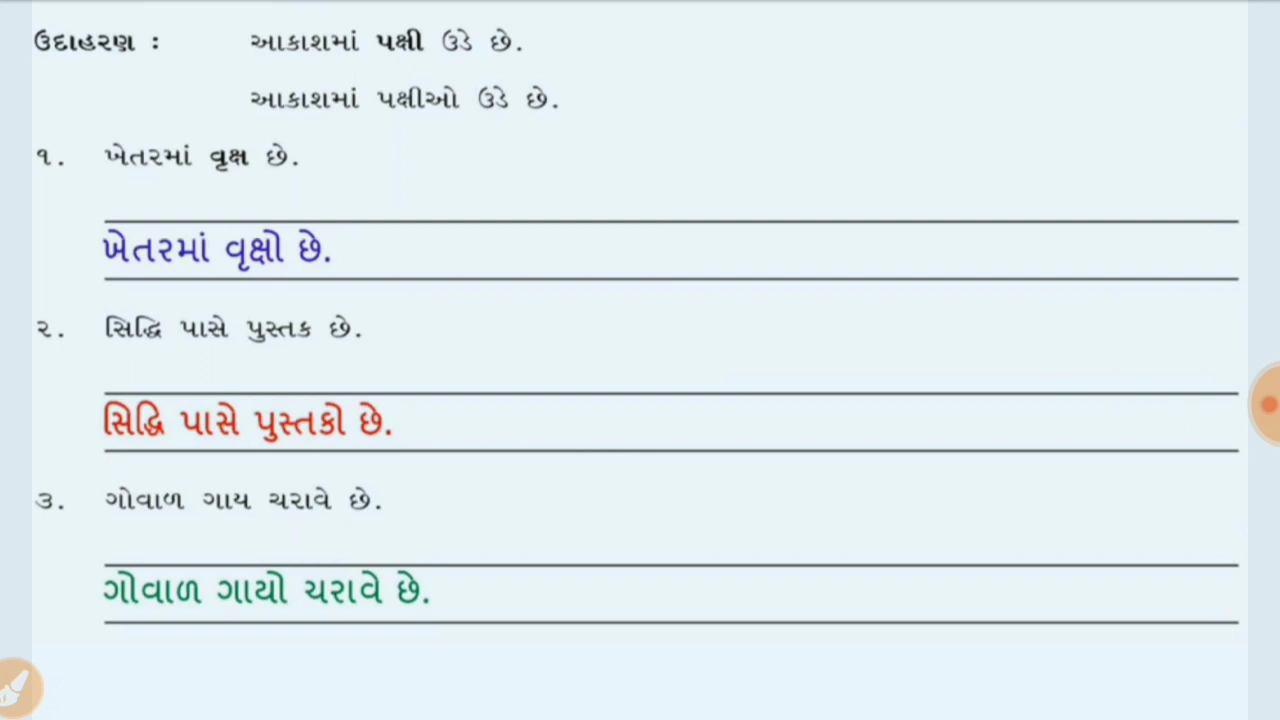 ઉદાહરણ : આકાશમાં પક્ષી ઉડે છે.
આકાશમાં પક્ષીઓ ઉડે છે.
૧. ખેતરમાં વૃક્ષ છે.
ખેતરમાં વૃક્ષો છે.
૨. સિદ્ધિ પાસે પુસ્તક છે.
સિદ્ધિ પાસે પુસ્તકો છે.
૩. ગોવાળ ગાય ચરાવે છે.
ગોવાળ ગાયો ચરાવે છે.